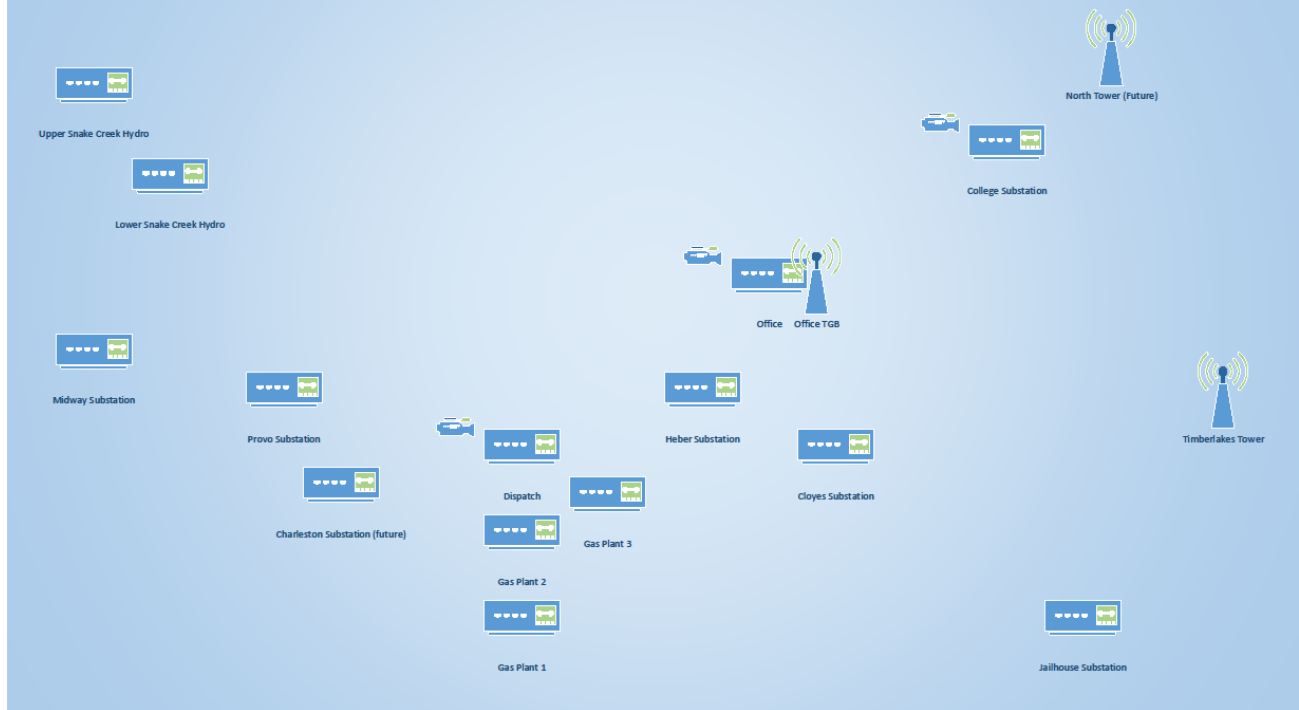 North Tower (Future)
Upper Snake Creek Hydro
College Substation
Lower Snake Creek Hydro
Office
Office TGB
Midway Substation
Provo Substation
Heber Substation
Timberlakes Tower
Dispatch
Cloyes Substation
Charleston Substation (future)
Gas Plant 3
Gas Plant 2
Gas Plant 1
Jailhouse Substation